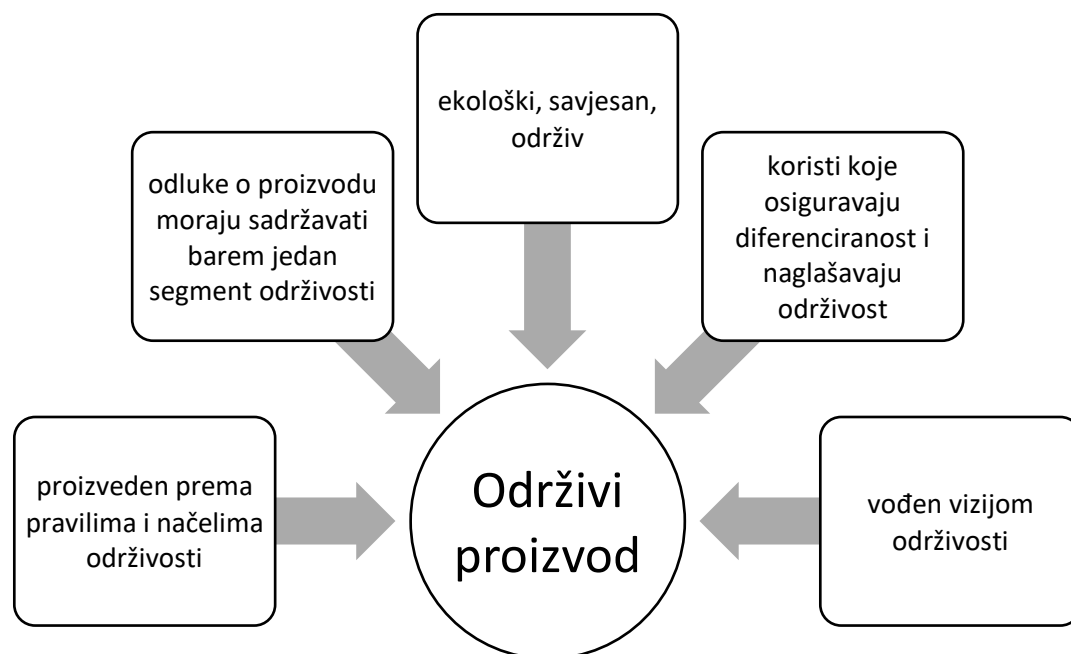 ekološki, savjesan,
održiv
odluke o proizvodu
moraju sadržavati
barem jedan
segment održivosti
koristi koje
osiguravaju
diferenciranost i
naglašavaju
održivost
proizveden prema
pravilima i načelima
održivosti
Održivi
proizvod
vođen vizijom
održivosti